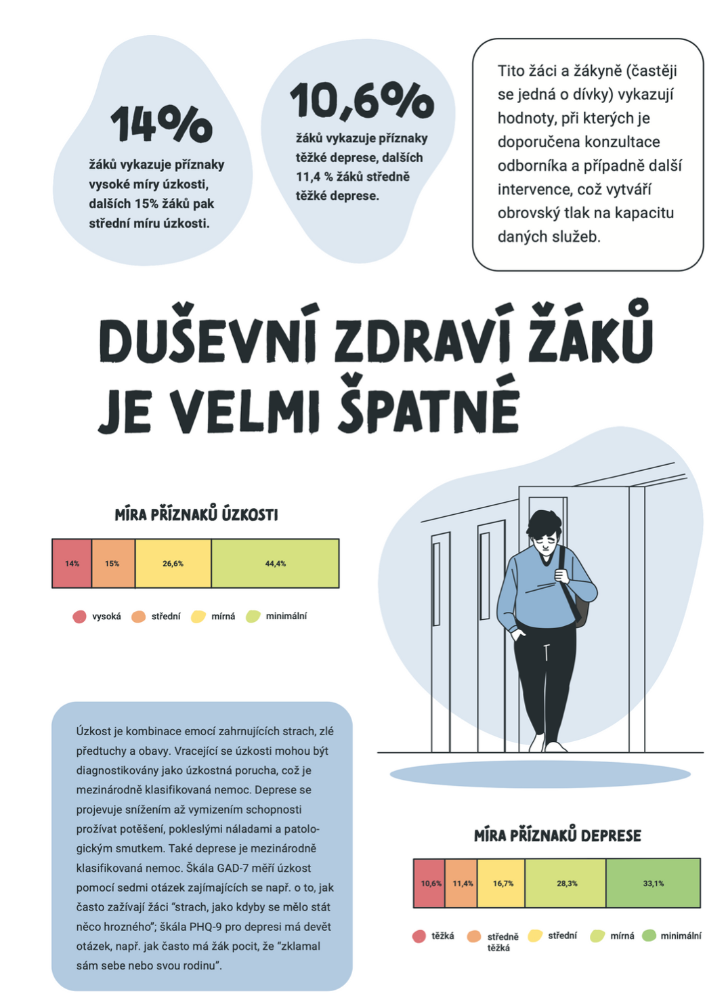 14%
žáků vykazuje příznaky
vysoké míry úzkosti,
dalších 15% žáků pak
střední míru úzkosti.
10,6%
žáků vykazuje příznaky
těžké deprese, dalších
11,4 % žáků středně
těžké deprese.
Tito žáci a žákyně (častěji
se jedná o dívky) vykazují
hodnoty, při kterých je
doporučena konzultace
odborníka a případně další
intervence, což vytváří
obrovský tlak na kapacitu
daných služeb.
DUŠEVNÍ ZDRAVÍ ŽÁKŮ
JE VELMI ŠPATNÉ
MÍRA PŘÍZNAKŮ ÚZKOSTI
14% 15% 26,6% 44,4%
vysoká střední mírná minimální
Úzkost je kombinace emocí zahrnujících strach, zlé
předtuchy a obavy. Vracející se úzkosti mohou být
diagnostikovány jako úzkostná porucha, což je
mezinárodně klasifikovaná nemoc. Deprese se
projevuje snížením až vymizením schopnosti
prožívat potěšení, pokleslými náladami a patolo-
gickým smutkem. Také deprese je mezinárodně
klasifikovaná nemoc. Škála GAD-7 měří úzkost
pomocí sedmi otázek zajímajících se např. o to, jak
často zažívají žáci “strach, jako kdyby se mělo stát
něco hrozného”; škála PHQ-9 pro depresi má devět
otázek, např. jak často má žák pocit, že “zklamal
sám sebe nebo svou rodinu”.
MÍRA PŘÍZNAKŮ DEPRESE
10,6% 11,4% 16,7% 28,3% 33,1%
těžká středně těžká střední mírná minimální